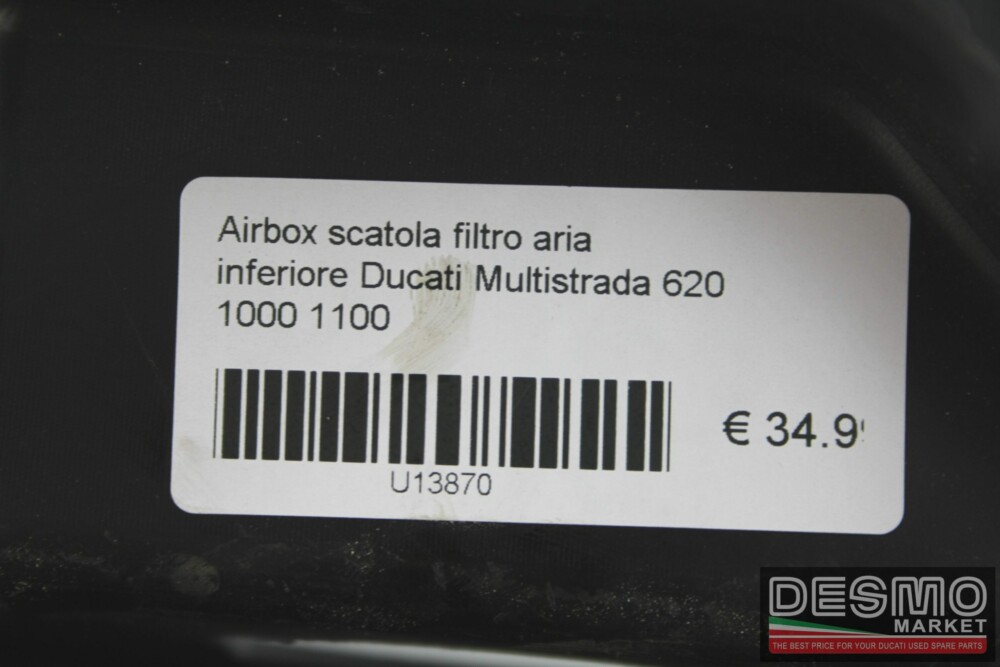 Airbox scatola filtro aria
inferiore Ducati Multistrada 620
1000 1100
€ 34.9
U13870
DESMO
MARKET
THE BEST PRICE FOR YOUR DUCATI USED SPARE PARTS